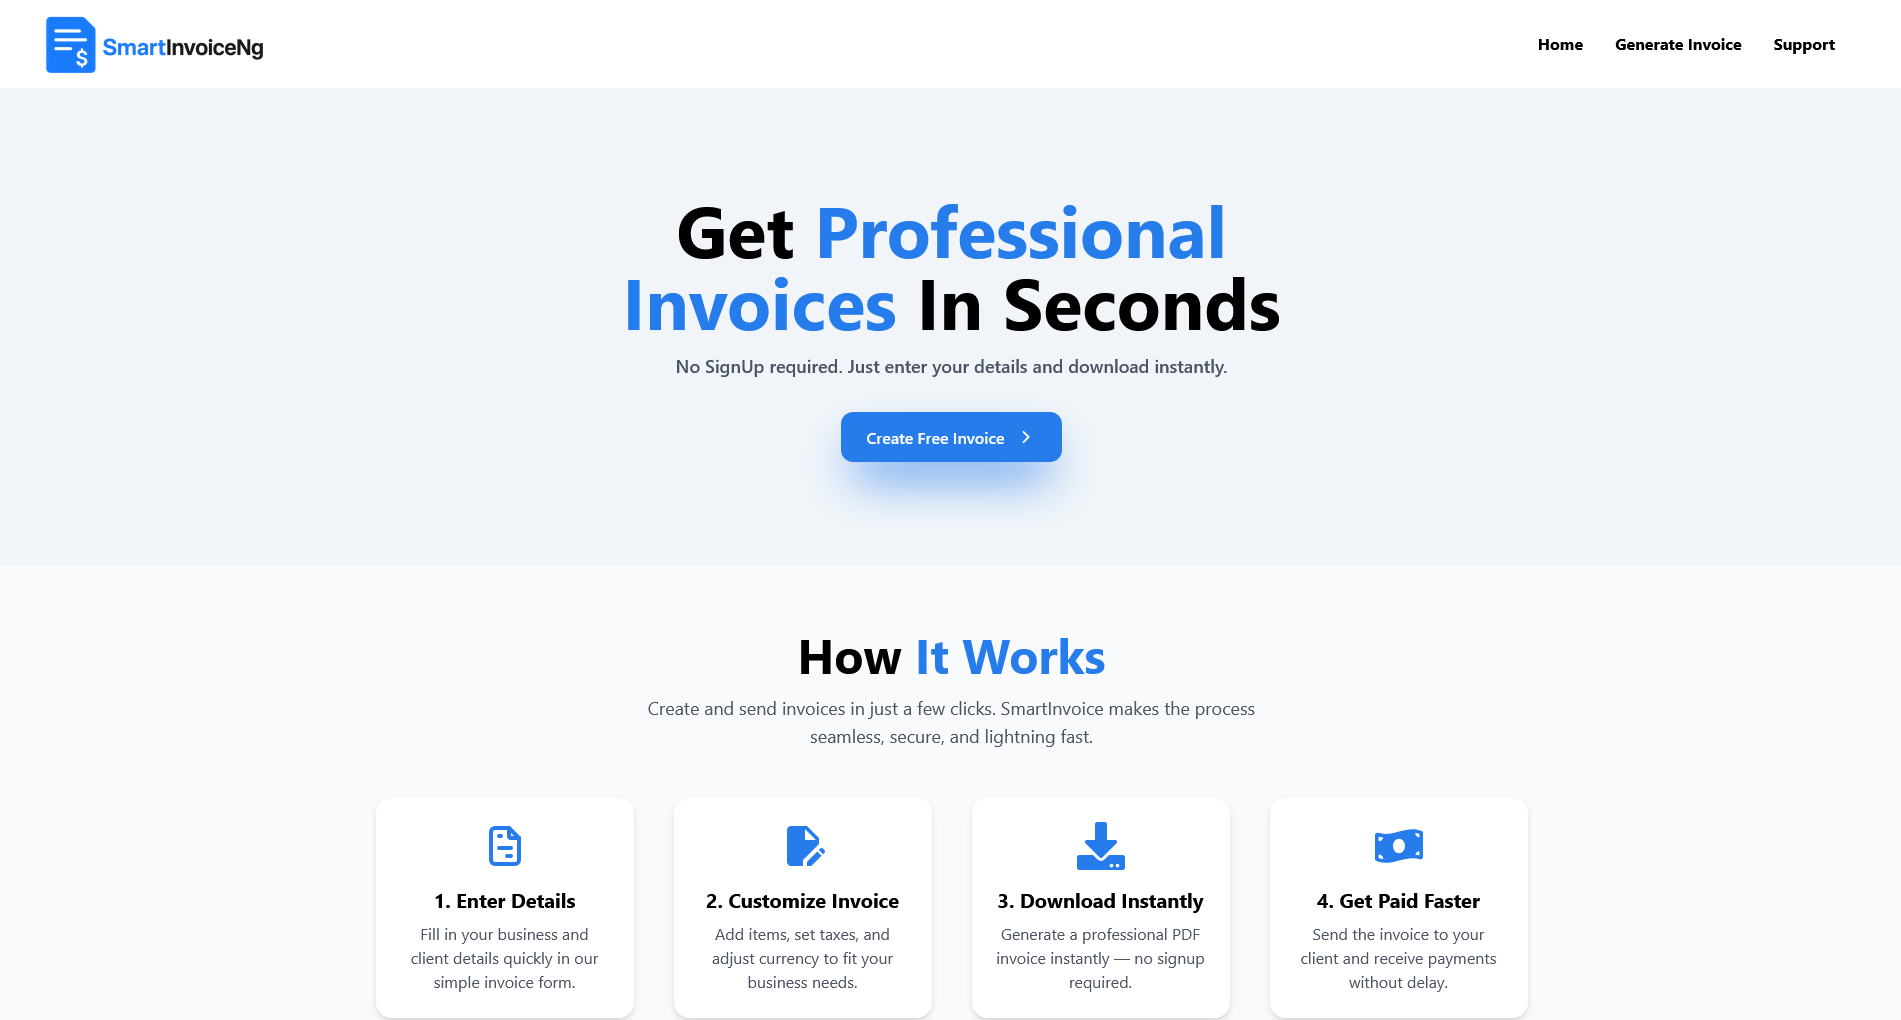 $
SmartInvoiceNg
Home
Generate Invoice
Support
Get Professional
Invoices In Seconds
No SignUp required. Just enter your details and download instantly.
Create Free Invoice
How It Works
Create and send invoices in just a few clicks. SmartInvoice makes the process
seamless, secure, and lightning fast.
1. Enter Details
Fill in your business and
client details quickly in our
simple invoice form.
2. Customize Invoice
Add items, set taxes, and
adjust currency to fit your
business needs.
3. Download Instantly
Generate a professional PDF
invoice instantly — no signup
required.
4. Get Paid Faster
Send the invoice to your
client and receive payments
without delay.